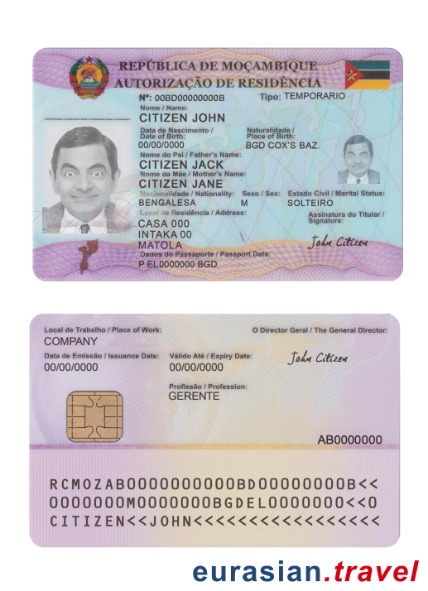 REPÚBLICA DE MOÇAMBIQUE
AUTORIZAÇÃO DE RESIDÊNCIA
Nº: 00BD00000000B Tipo: TEMPORARIO
Nome / Name:
CITIZEN JOHN
Data de Nascimento / Date of Birth: Naturalidade / Place of Birth:
00/00/0000 BGD COX'S BAZ.
Nome do Pai / Father's Name:
CITIZEN JACK
Nome da Mãe / Mother's Name:
CITIZEN JANE
Nacionalidade / Nationality: Sexo / Sex: Estado Civil / Marital Status:
BENGALESA M SOLTEIRO
Local de Residência / Address: Assinatura do Titular / Signature:
CASA 000
INTAKA 00
MATOLA
John Citizen
Dados do Passaporte / Passport Data:
P EL0000000 BGD
Local de Trabalho / Place of Work: O Director Geral / The General Director:
COMPANY
Data de Emissão / Issuance Date: Válido Até / Expiry Date: John Citizen
00/00/0000 00/00/0000
Profissão / Profession:
GERENTE
AB0000000
RCMOZAB0000000000BD00000000B<<
0000000M0000000BGDEL0000000<<0
CITIZEN<<JOHN<<<<<<<<<<<<<<<<<
eurasian.travel